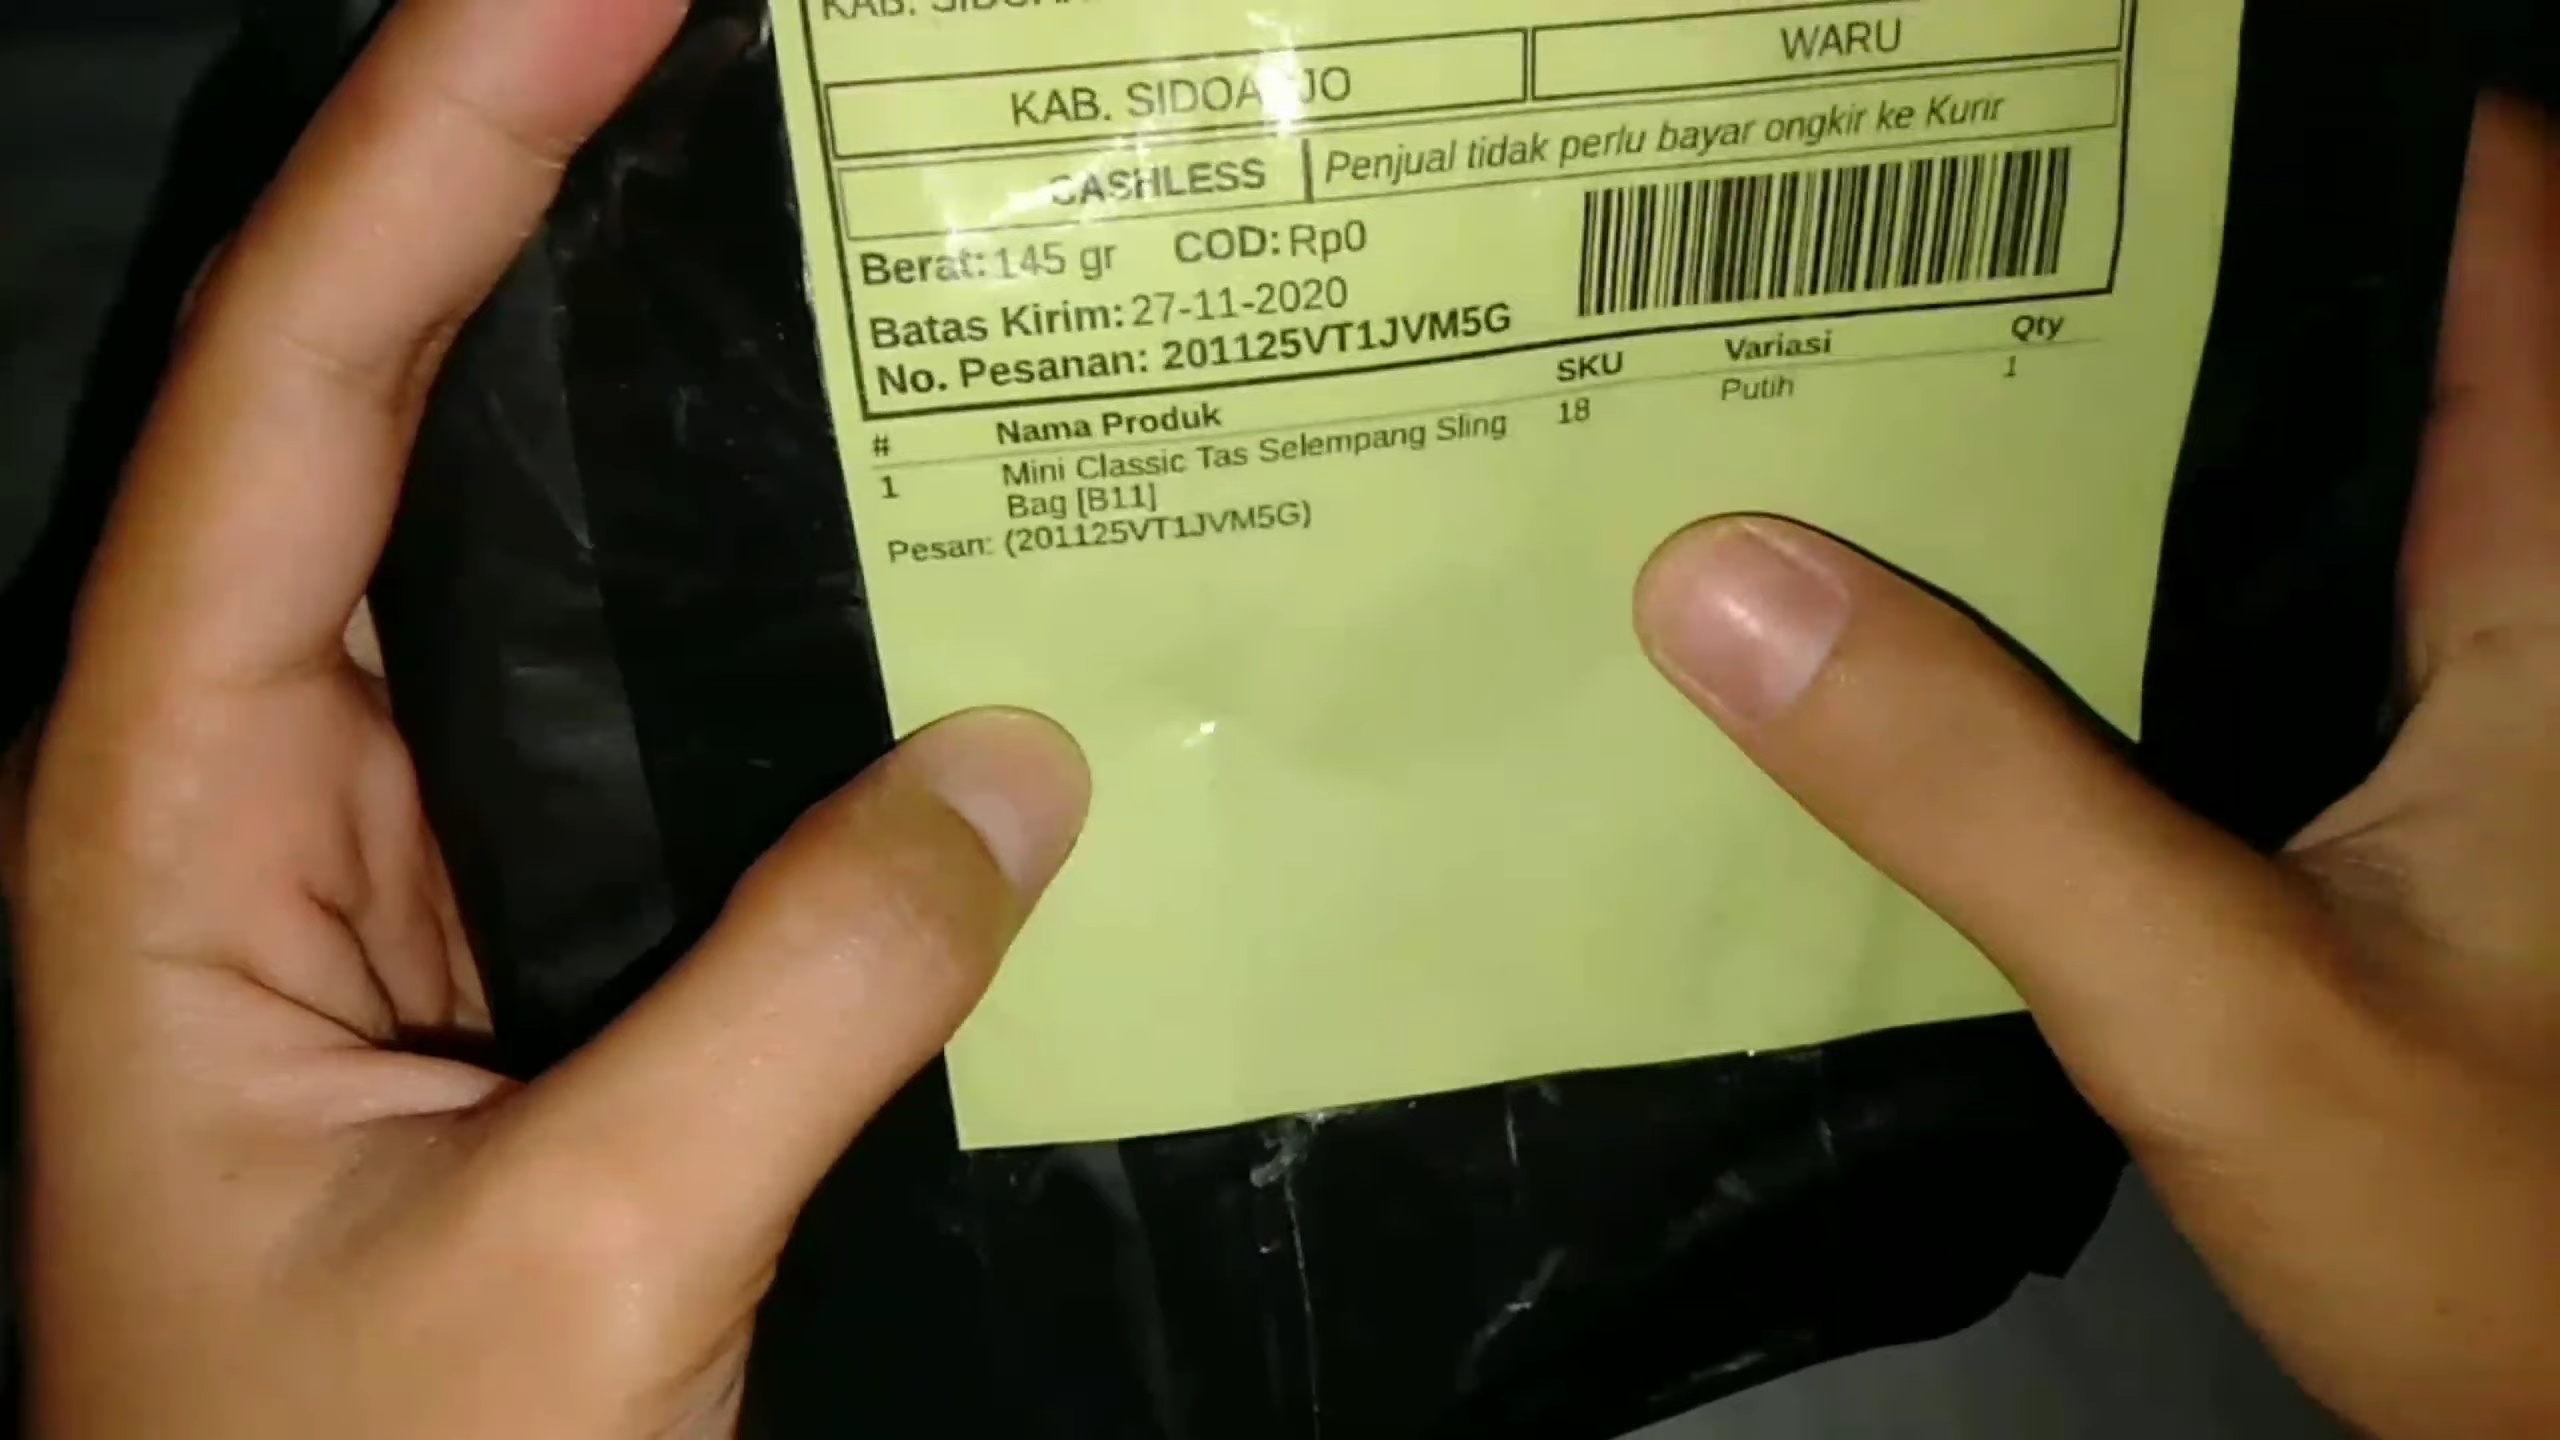 KAB.
KAB. SIDOARJO WARU
CASHLESS Penjual tidak perlu bayar ongkir ke Kurir
Berat: 145 gr COD: Rp0
Batas Kirim: 27-11-2020
No. Pesanan: 201125VT1JVM5G
# Nama Produk SKU Variasi Qty
1 Mini Classic Tas Selempang Sling 18 Putih 1
Bag [B11]
Pesan: (201125VT1JVM5G)